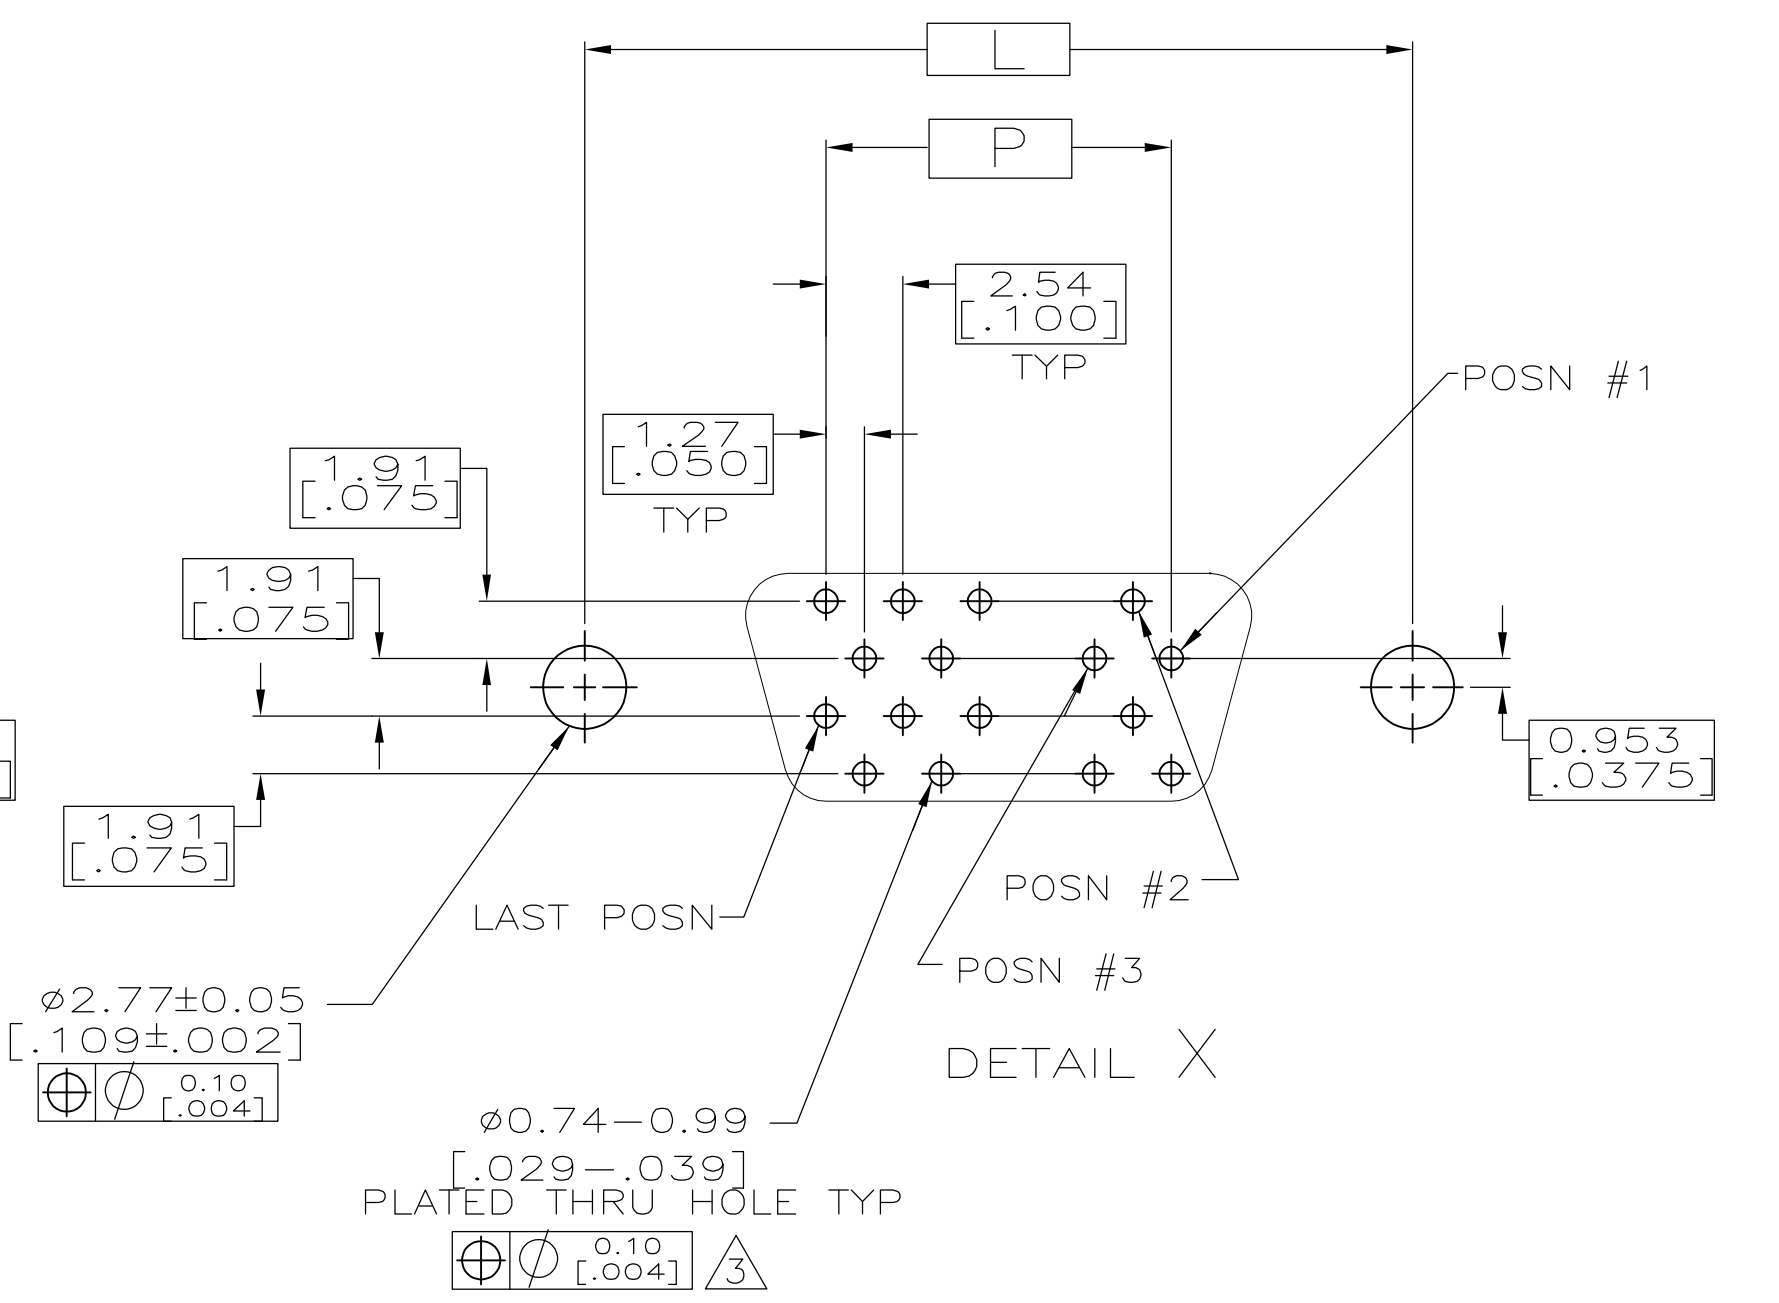 L
P
2.54
[.100]
TYP
POSN #1
1.27
[.050]
TYP
1.91
[.075]
1.91
[.075]
0.953
[.0375]
1.91
[.075]
POSN #2
LAST POSN
POSN #3
ø2.77±0.05
[.109±.002]
0.10
[.004]
DETAIL X
ø0.74-0.99
[.029-.039]
PLATED THRU HOLE TYP
0.10
[.004]
3